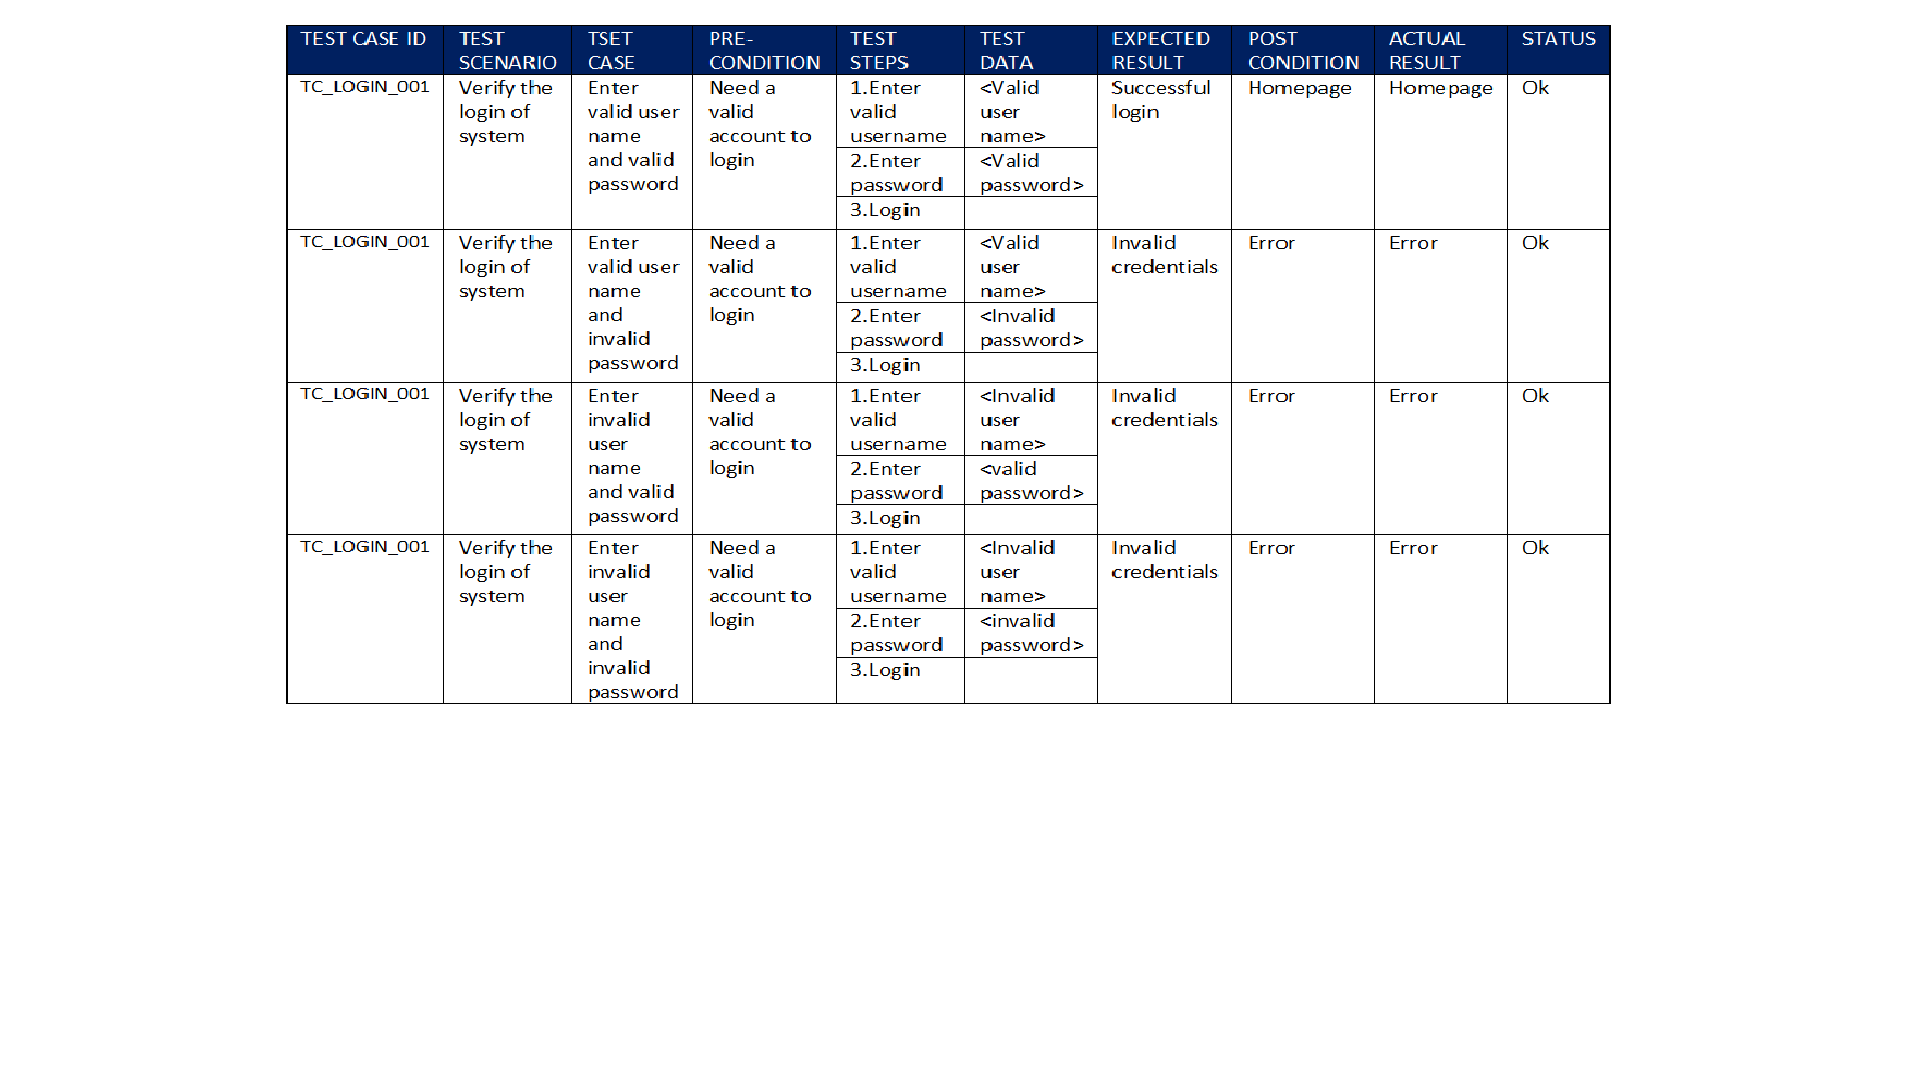 TEST CASE ID
TEST
SCENARIO
TSET
CASE
PRE-
CONDITION
TEST
STEPS
TEST
DATA
EXPECTED
RESULT
POST
CONDITION
ACTUAL
RESULT
STATUS
TC_LOGIN_001
Verify the
login of
system
Enter
valid user
name
and valid
password
Need a
valid
account to
login
1.Enter
valid
username
<Valid
user
name>
2.Enter
password
<Valid
password>
3.Login
Successful
login
Homepage
Homepage
Ok
TC_LOGIN_001
Verify the
login of
system
Enter
valid user
name
and
invalid
password
Need a
valid
account to
login
1.Enter
valid
username
<Valid
user
name>
2.Enter
password
<Invalid
password>
3.Login
Invalid
credentials
Error
Error
Ok
TC_LOGIN_001
Verify the
login of
system
Enter
invalid
user
name
and valid
password
Need a
valid
account to
login
1.Enter
valid
username
<Invalid
user
name>
2.Enter
password
<valid
password>
3.Login
Invalid
credentials
Error
Error
Ok
TC_LOGIN_001
Verify the
login of
system
Enter
invalid
user
name
and
invalid
password
Need a
valid
account to
login
1.Enter
valid
username
<Invalid
user
name>
2.Enter
password
<invalid
password>
3.Login
Invalid
credentials
Error
Error
Ok